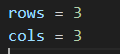 rows = 3
cols = 3